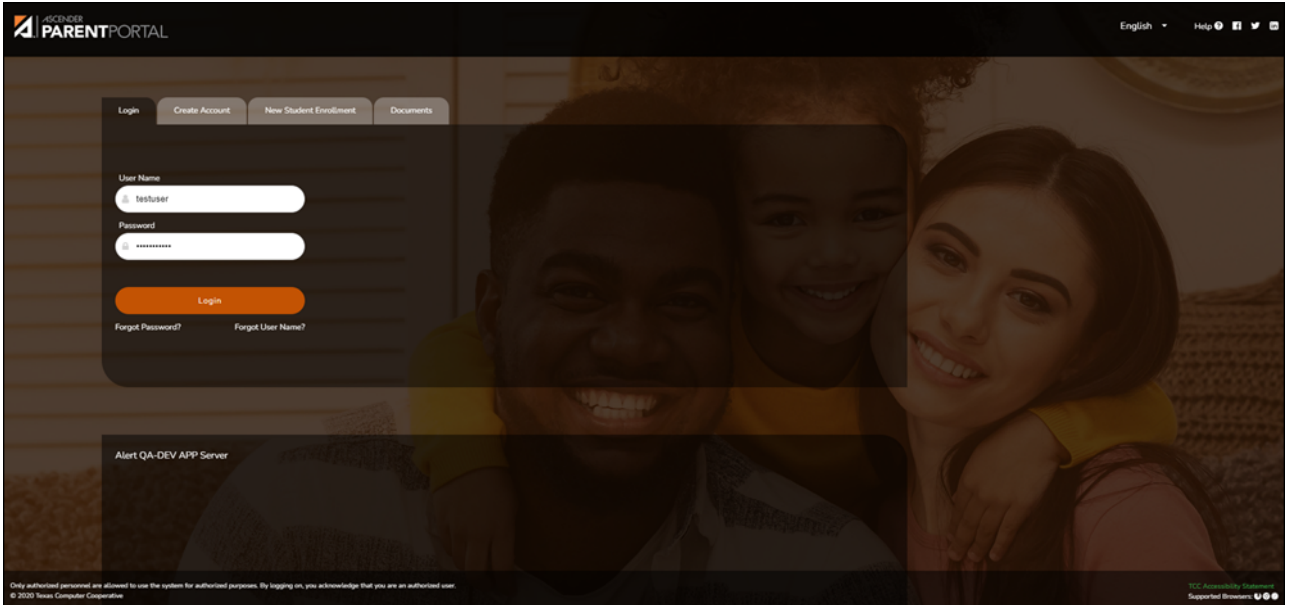 ASCENDER
PARENTPORTAL
English
Help
Login
Create Account
New Student Enrollment
Documents
User Name
testuser
Password
•••••••••••
Login
Forgot Password?
Forgot User Name?
Alert QA-DEV APP Server
Only authorized personnel are allowed to use the system for authorized purposes. By logging on, you acknowledge that you are an authorized user.
© 2020 Texas Computer Cooperative
TCC Accessibility Statement
Supported Browsers: